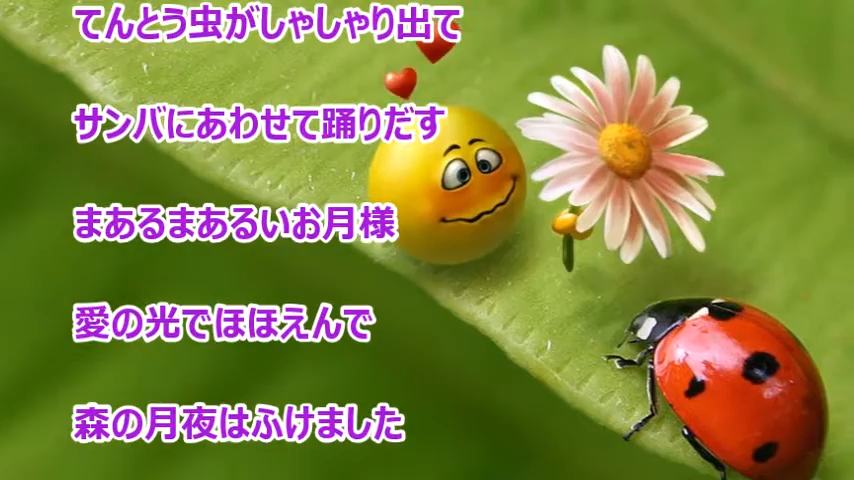 てんとう虫がしゃしゃり出て
サンバにあわせて踊りだす
まあるまあるいお月様
愛の光でほほえんで
森の月夜はふけました